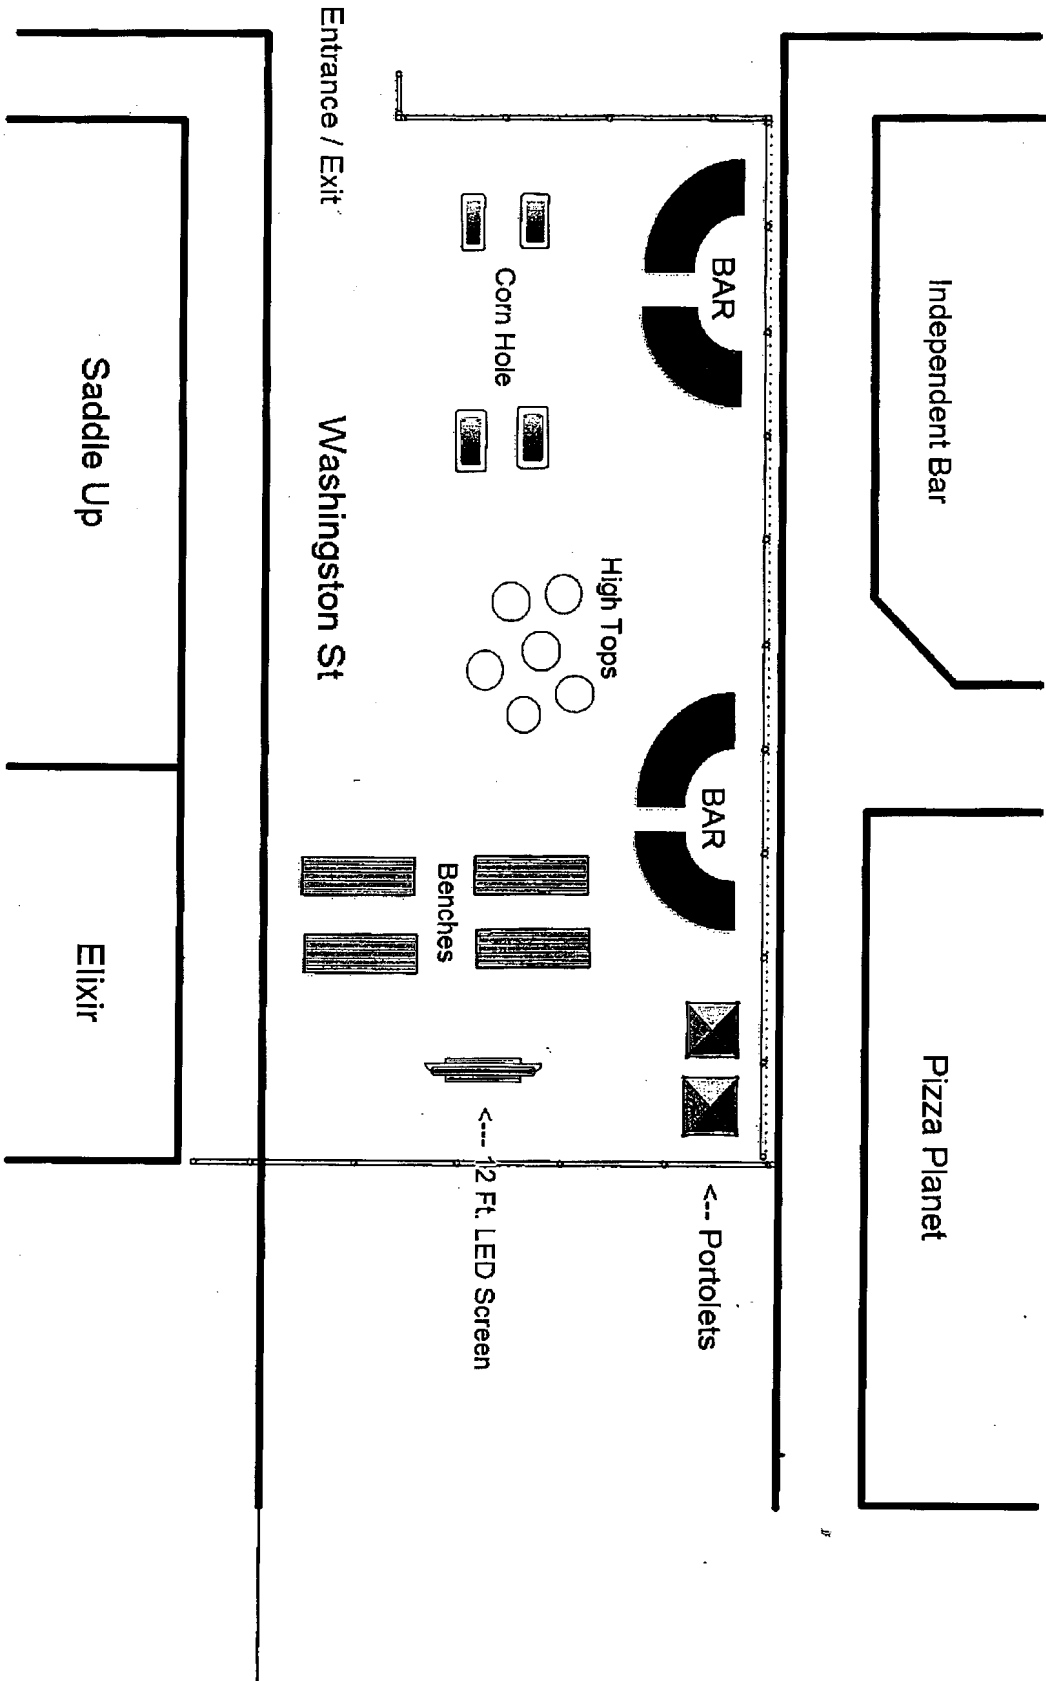 Independent Bar
Pizza Planet
BAR
BAR
<-- Portolets
High Tops
Corn Hole
Benches
<--- 12 Ft. LED Screen
Entrance / Exit
Washingston St
Saddle Up
Elixir